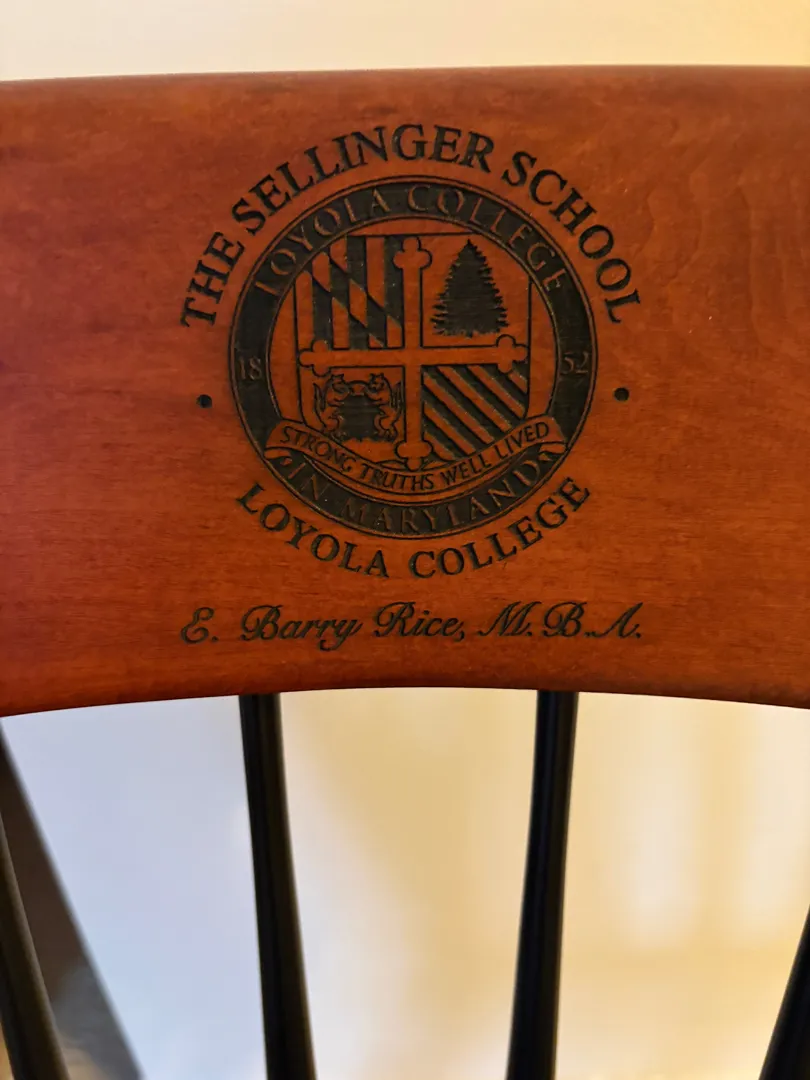 THE SELLINGER SCHOOL
LOYOLA COLLEGE
18 52
STRONG TRUTHS WELL LIVED
IN MARYLAND
LOYOLA COLLEGE
E. Barry Rice, M.B.A.